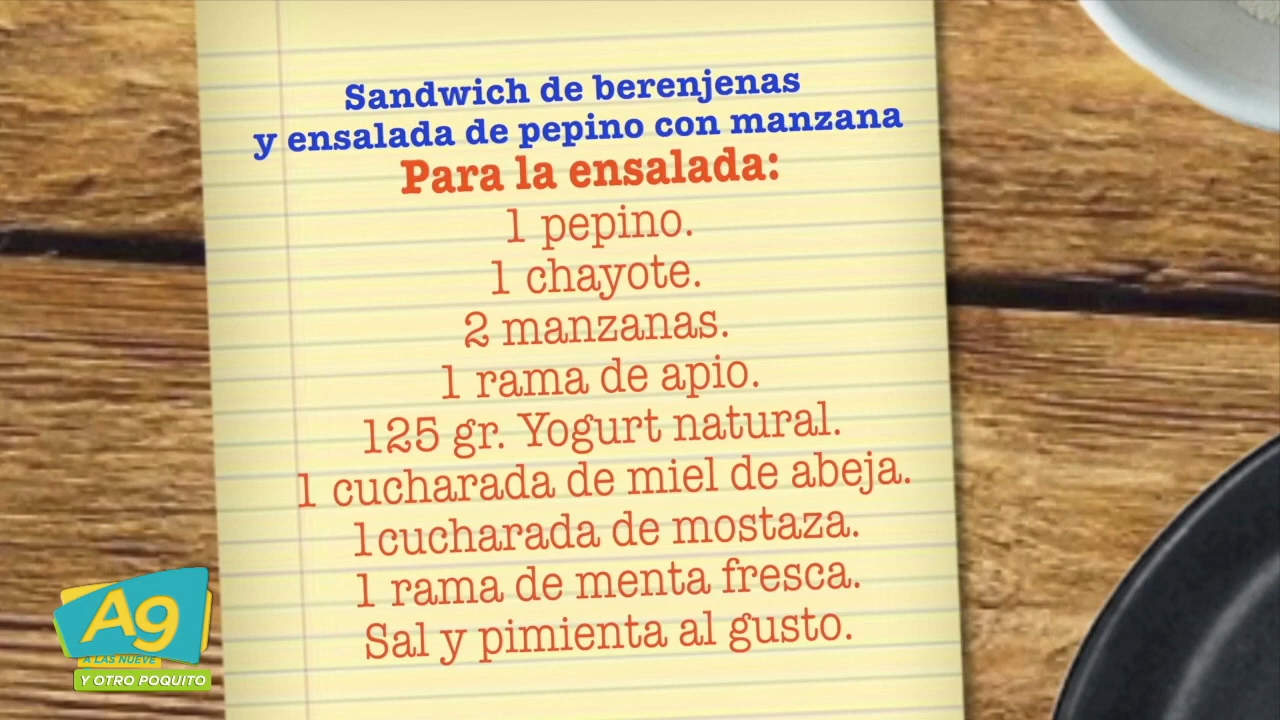 Sandwich de berenjenas
y ensalada de pepino con manzana
Para la ensalada:
1 pepino.
1 chayote.
2 manzanas.
1 rama de apio.
125 gr. Yogurt natural.
1 cucharada de miel de abeja.
1cucharada de mostaza.
1 rama de menta fresca.
Sal y pimienta al gusto.
A9
A LAS NUEVE
Y OTRO POQUITO